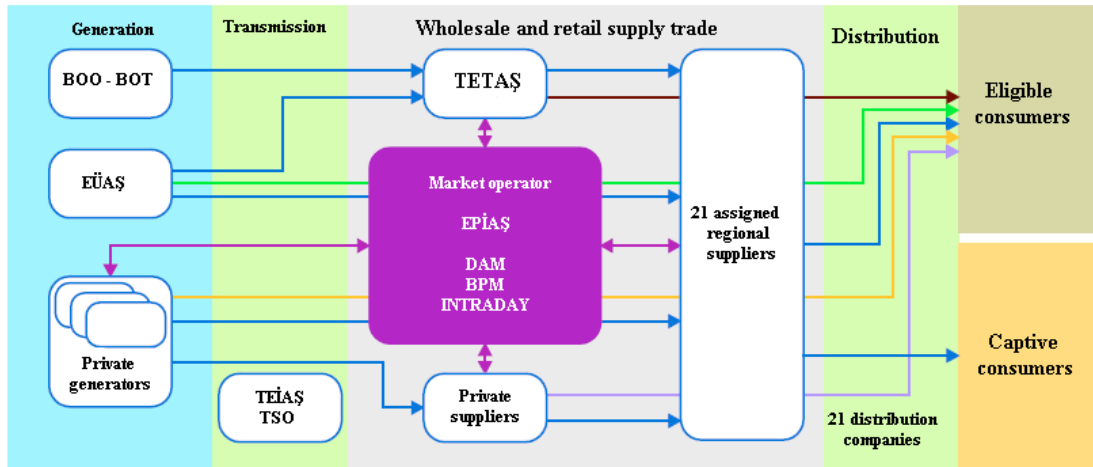 Generation
Transmission
Wholesale and retail supply trade
Distribution
BOO - BOT
TETAŞ
Eligible
consumers
EÜAŞ
Market operator
EPİAŞ
DAM
BPM
INTRADAY
21 assigned
regional
suppliers
Private
generators
TEİAŞ
TSO
Private
suppliers
Captive
consumers
21 distribution
companies